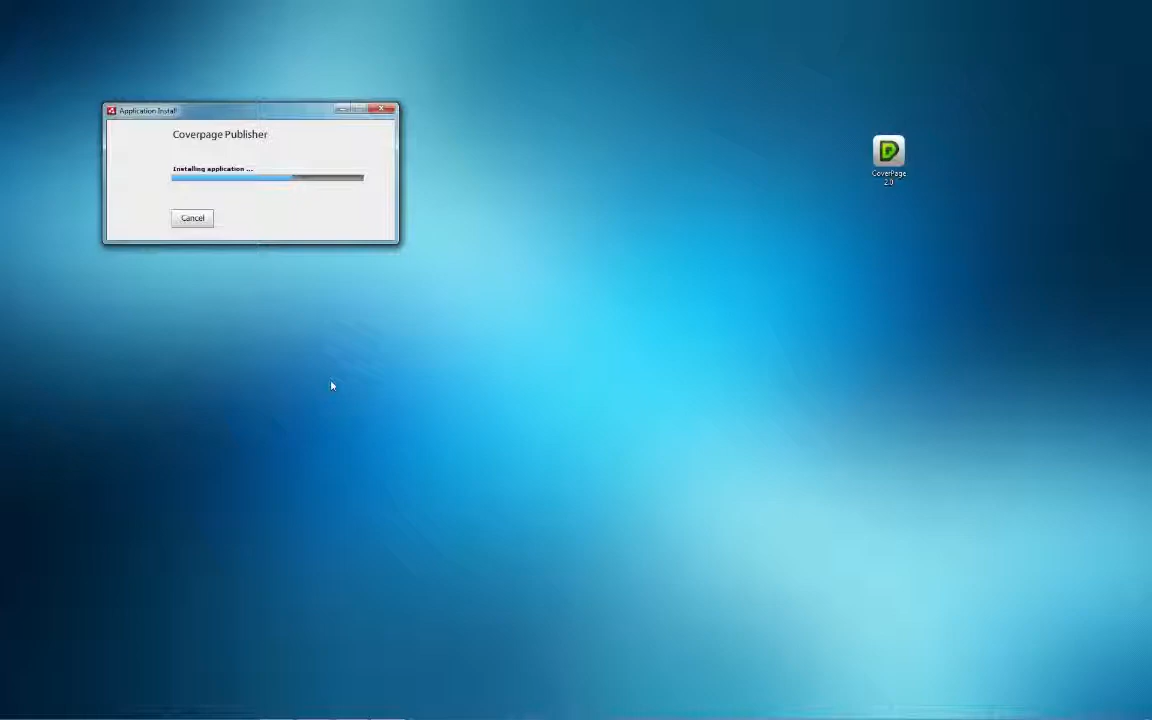 Application Install
Coverpage Publisher
Installing application ...
Cancel
CoverPage
2.0